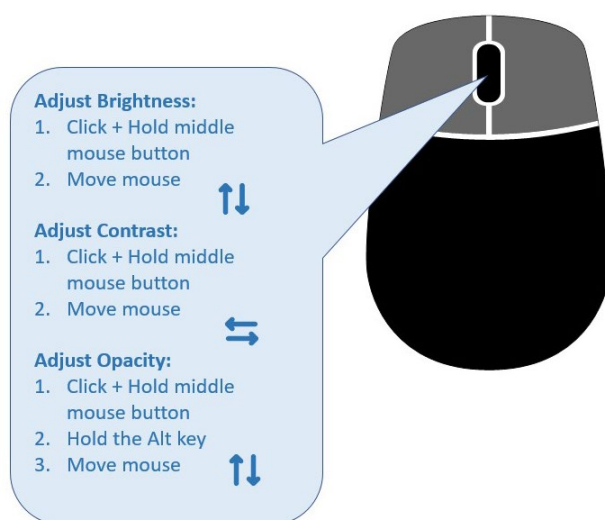 Adjust Brightness:
1. Click + Hold middle
mouse button
2. Move mouse
Adjust Contrast:
1. Click + Hold middle
mouse button
2. Move mouse
Adjust Opacity:
1. Click + Hold middle
mouse button
2. Hold the Alt key
3. Move mouse